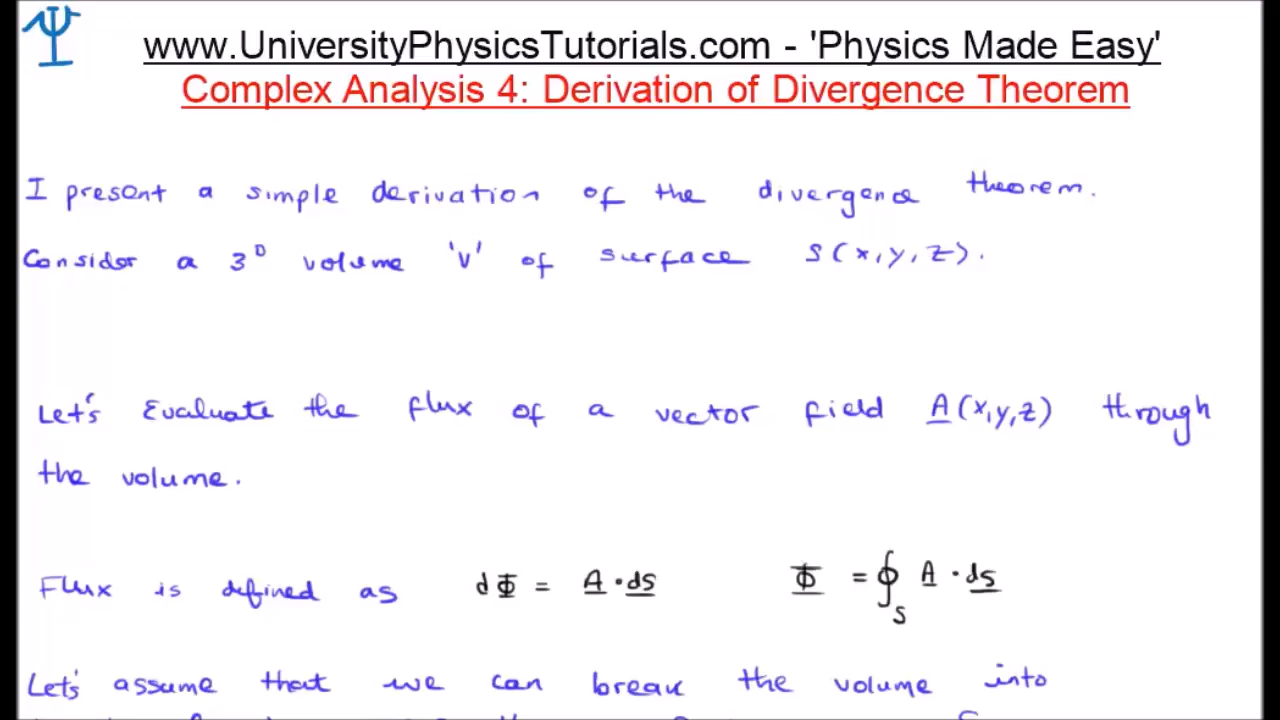 www.UniversityPhysicsTutorials.com - 'Physics Made Easy'
Complex Analysis 4: Derivation of Divergence Theorem
I present a simple derivation of the divergence theorem.
Consider a 3D volume 'V' of surface S(x,y,z).
Let's Evaluate the flux of a vector field A(x,y,z) through
the volume.
Flux is defined as dΦ = A·ds Φ = ∮s A·ds
Let's assume that we can break the volume into